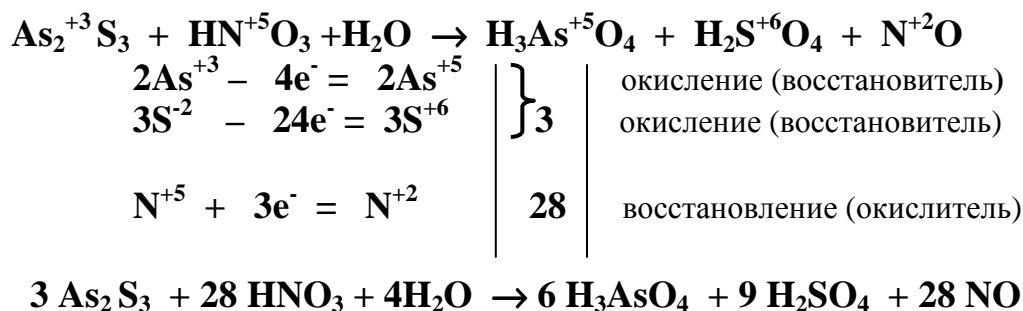 As₂⁺³S₃ + HN⁺⁵O₃ +H₂O → H₃As⁺⁵O₄ + H₂S⁺⁶O₄ + N⁺²O
2As⁺³ – 4e⁻ = 2As⁺⁵ | } | окисление (восстановитель)
3S⁻² – 24e⁻ = 3S⁺⁶ | } 3 | окисление (восстановитель)
N⁺⁵ + 3e⁻ = N⁺² | 28 | восстановление (окислитель)
3 As₂ S₃ + 28 HNO₃ + 4H₂O → 6 H₃AsO₄ + 9 H₂SO₄ + 28 NO